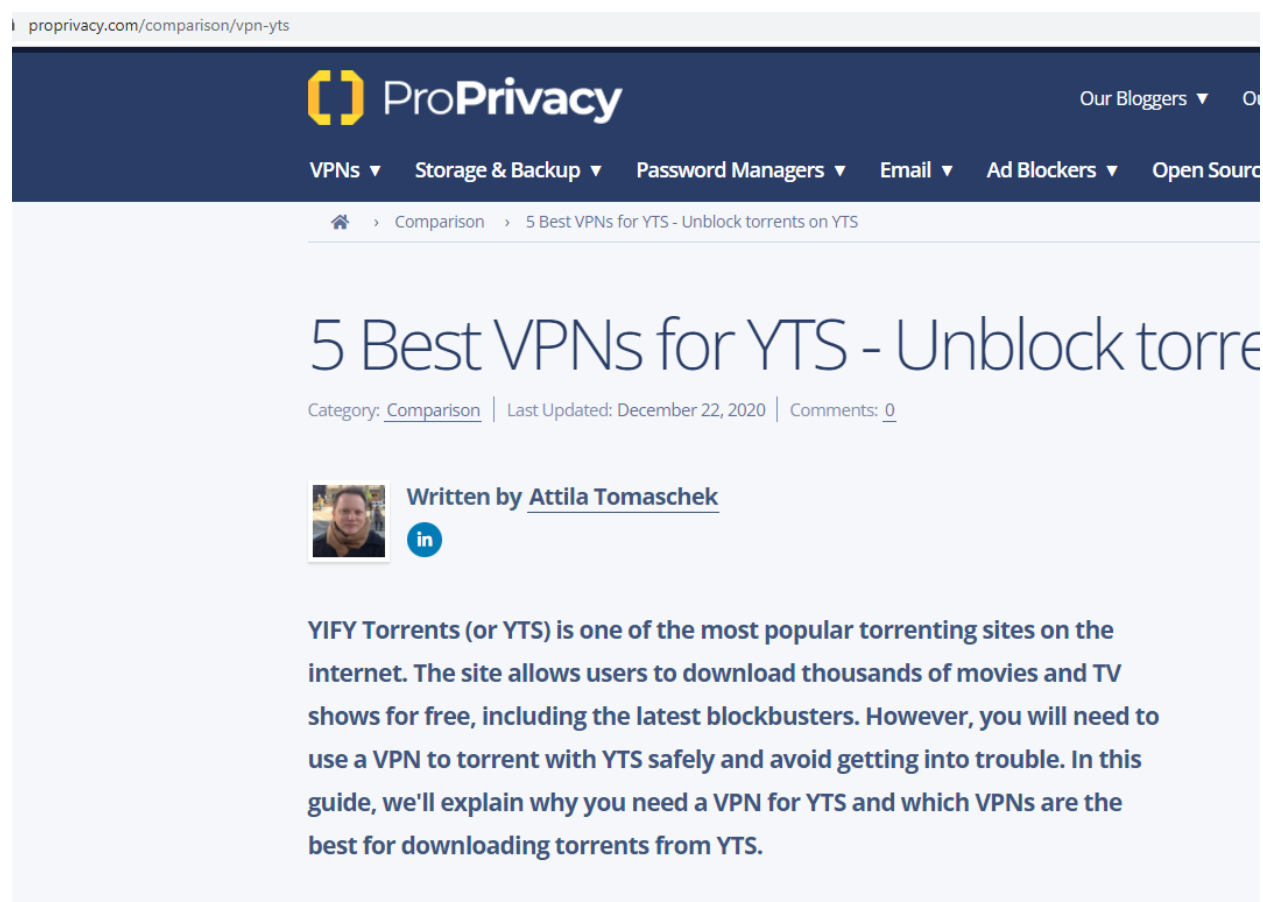 proprivacy.com/comparison/vpn-yts
ProPrivacy
Our Bloggers ▼ Ou
VPNs ▼ Storage & Backup ▼ Password Managers ▼ Email ▼ Ad Blockers ▼ Open Sourc
Comparison › 5 Best VPNs for YTS - Unblock torrents on YTS
5 Best VPNs for YTS - Unblock torre
Category: Comparison | Last Updated: December 22, 2020 | Comments: 0
Written by Attila Tomaschek
in
YIFY Torrents (or YTS) is one of the most popular torrenting sites on the
internet. The site allows users to download thousands of movies and TV
shows for free, including the latest blockbusters. However, you will need to
use a VPN to torrent with YTS safely and avoid getting into trouble. In this
guide, we'll explain why you need a VPN for YTS and which VPNs are the
best for downloading torrents from YTS.